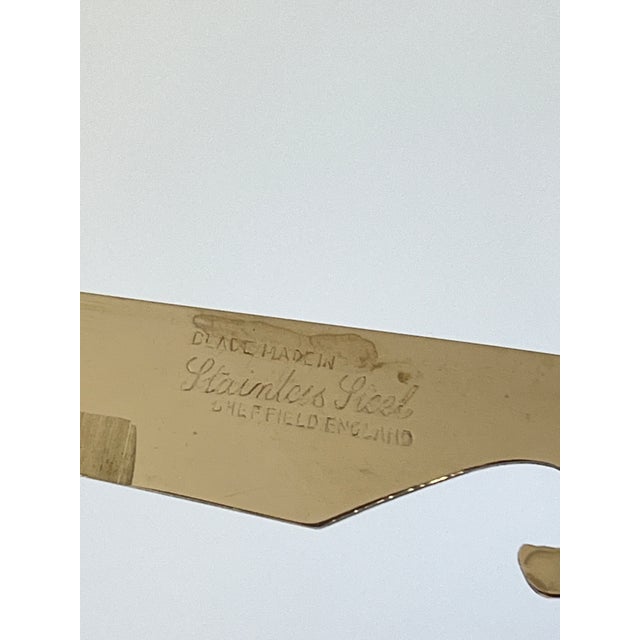 BLADE MADE IN
Stainless Steel
SHEFFIELD ENGLAND